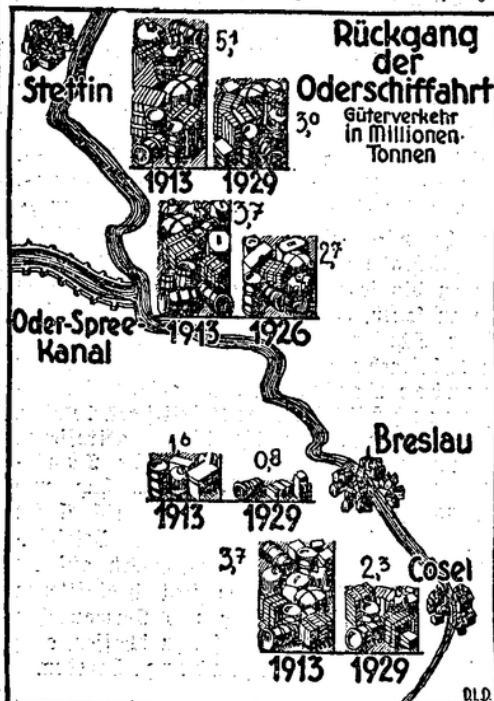 Rückgang
der
Oderschiffahrt
Güterverkehr
in Millionen
Tonnen
Stettin
5,1
3,0
1913 1929
3,7
2,7
Oder-Spree-
Kanal
1913 1926
Breslau
1,6
0,8
1913 1929
Cosel
3,7
2,3
1913 1929
D.I.D.